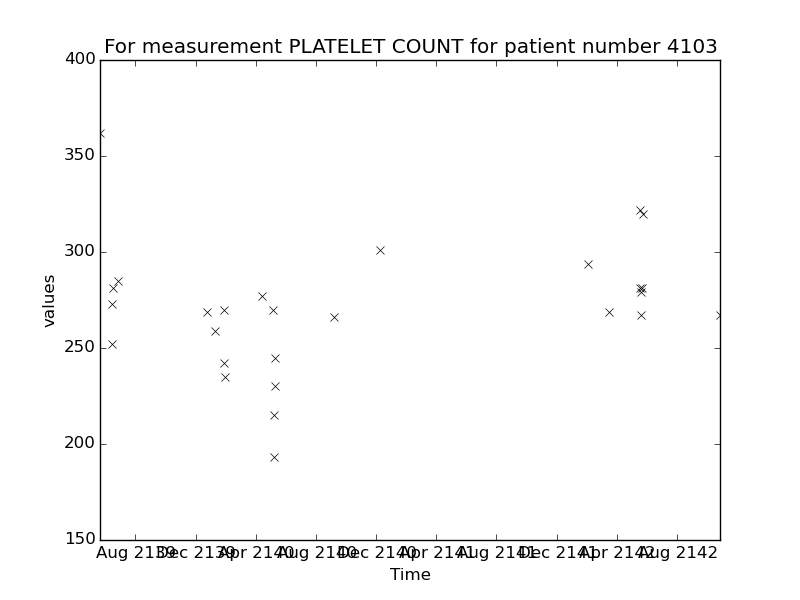 For measurement PLATELET COUNT for patient number 4103
400
350
300
250
200
150
values
Aug 2139 Dec 2139 Apr 2140 Aug 2140 Dec 2140 Apr 2141 Aug 2141 Dec 2141 Apr 2142 Aug 2142
Time